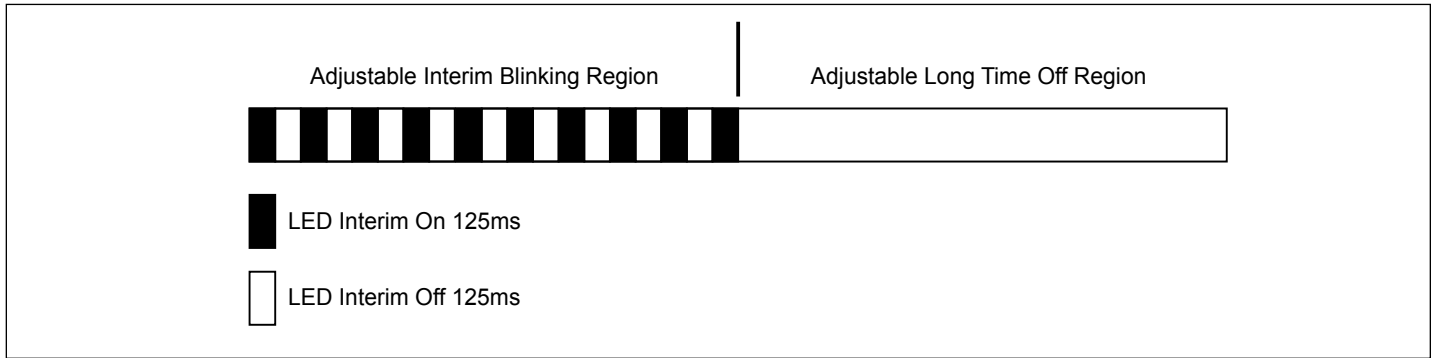 Adjustable Interim Blinking Region
Adjustable Long Time Off Region
LED Interim On 125ms
LED Interim Off 125ms